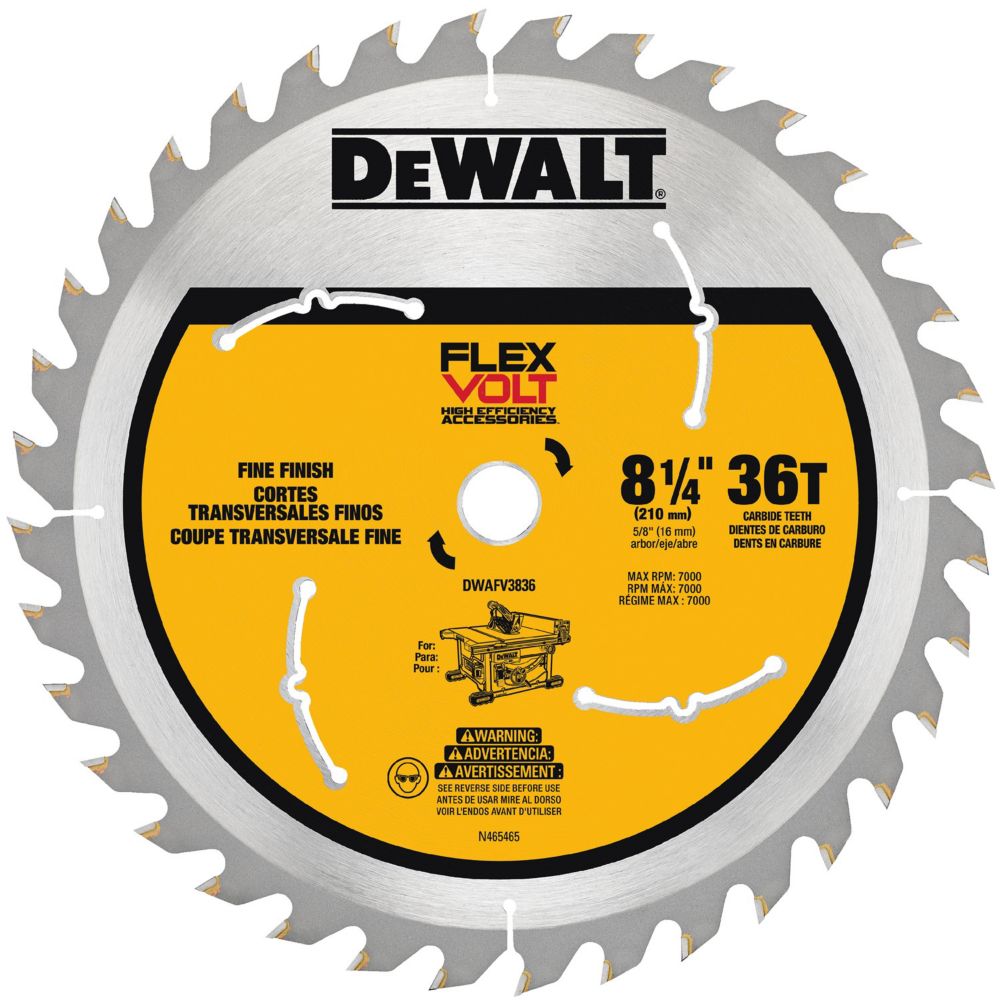 DEWALT®
FLEX
VOLT
HIGH EFFICIENCY
ACCESSORIES™
FINE FINISH
CORTES
TRANSVERSALES FINOS
COUPE TRANSVERSALE FINE
8 1/4" 36T
(210 mm)
5/8" (16 mm)
arbor/eje/abre
CARBIDE TEETH
DIENTES DE CARBURO
DENTS EN CARBURE
MAX RPM: 7000
RPM MÁX: 7000
RÉGIME MAX : 7000
DWAFV3836
For:
Para:
Pour :
DEWALT
WARNING:
ADVERTENCIA:
AVERTISSEMENT :
SEE REVERSE SIDE BEFORE USE
ANTES DE USAR MIRE AL DORSO
VOIR L'ENDOS AVANT D'UTILISER
N465465